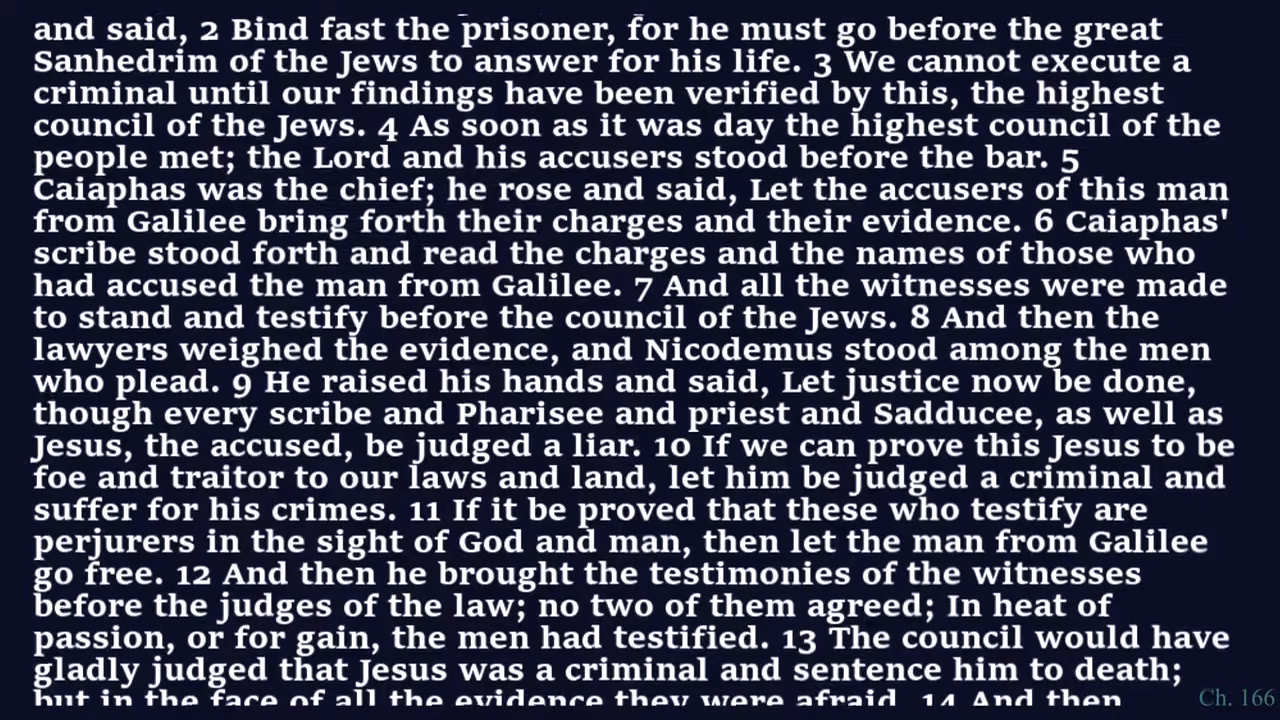 and said, 2 Bind fast the prisoner, for he must go before the great
Sanhedrim of the Jews to answer for his life. 3 We cannot execute a
criminal until our findings have been verified by this, the highest
council of the Jews. 4 As soon as it was day the highest council of the
people met; the Lord and his accusers stood before the bar. 5
Caiaphas was the chief; he rose and said, Let the accusers of this man
from Galilee bring forth their charges and their evidence. 6 Caiaphas'
scribe stood forth and read the charges and the names of those who
had accused the man from Galilee. 7 And all the witnesses were made
to stand and testify before the council of the Jews. 8 And then the
lawyers weighed the evidence, and Nicodemus stood among the men
who plead. 9 He raised his hands and said, Let justice now be done,
though every scribe and Pharisee and priest and Sadducee, as well as
Jesus, the accused, be judged a liar. 10 If we can prove this Jesus to be
foe and traitor to our laws and land, let him be judged a criminal and
suffer for his crimes. 11 If it be proved that these who testify are
perjurers in the sight of God and man, then let the man from Galilee
go free. 12 And then he brought the testimonies of the witnesses
before the judges of the law; no two of them agreed; In heat of
passion, or for gain, the men had testified. 13 The council would have
gladly judged that Jesus was a criminal and sentence him to death;
but in the face of all the evidence they were afraid. 14 And then
Ch. 166